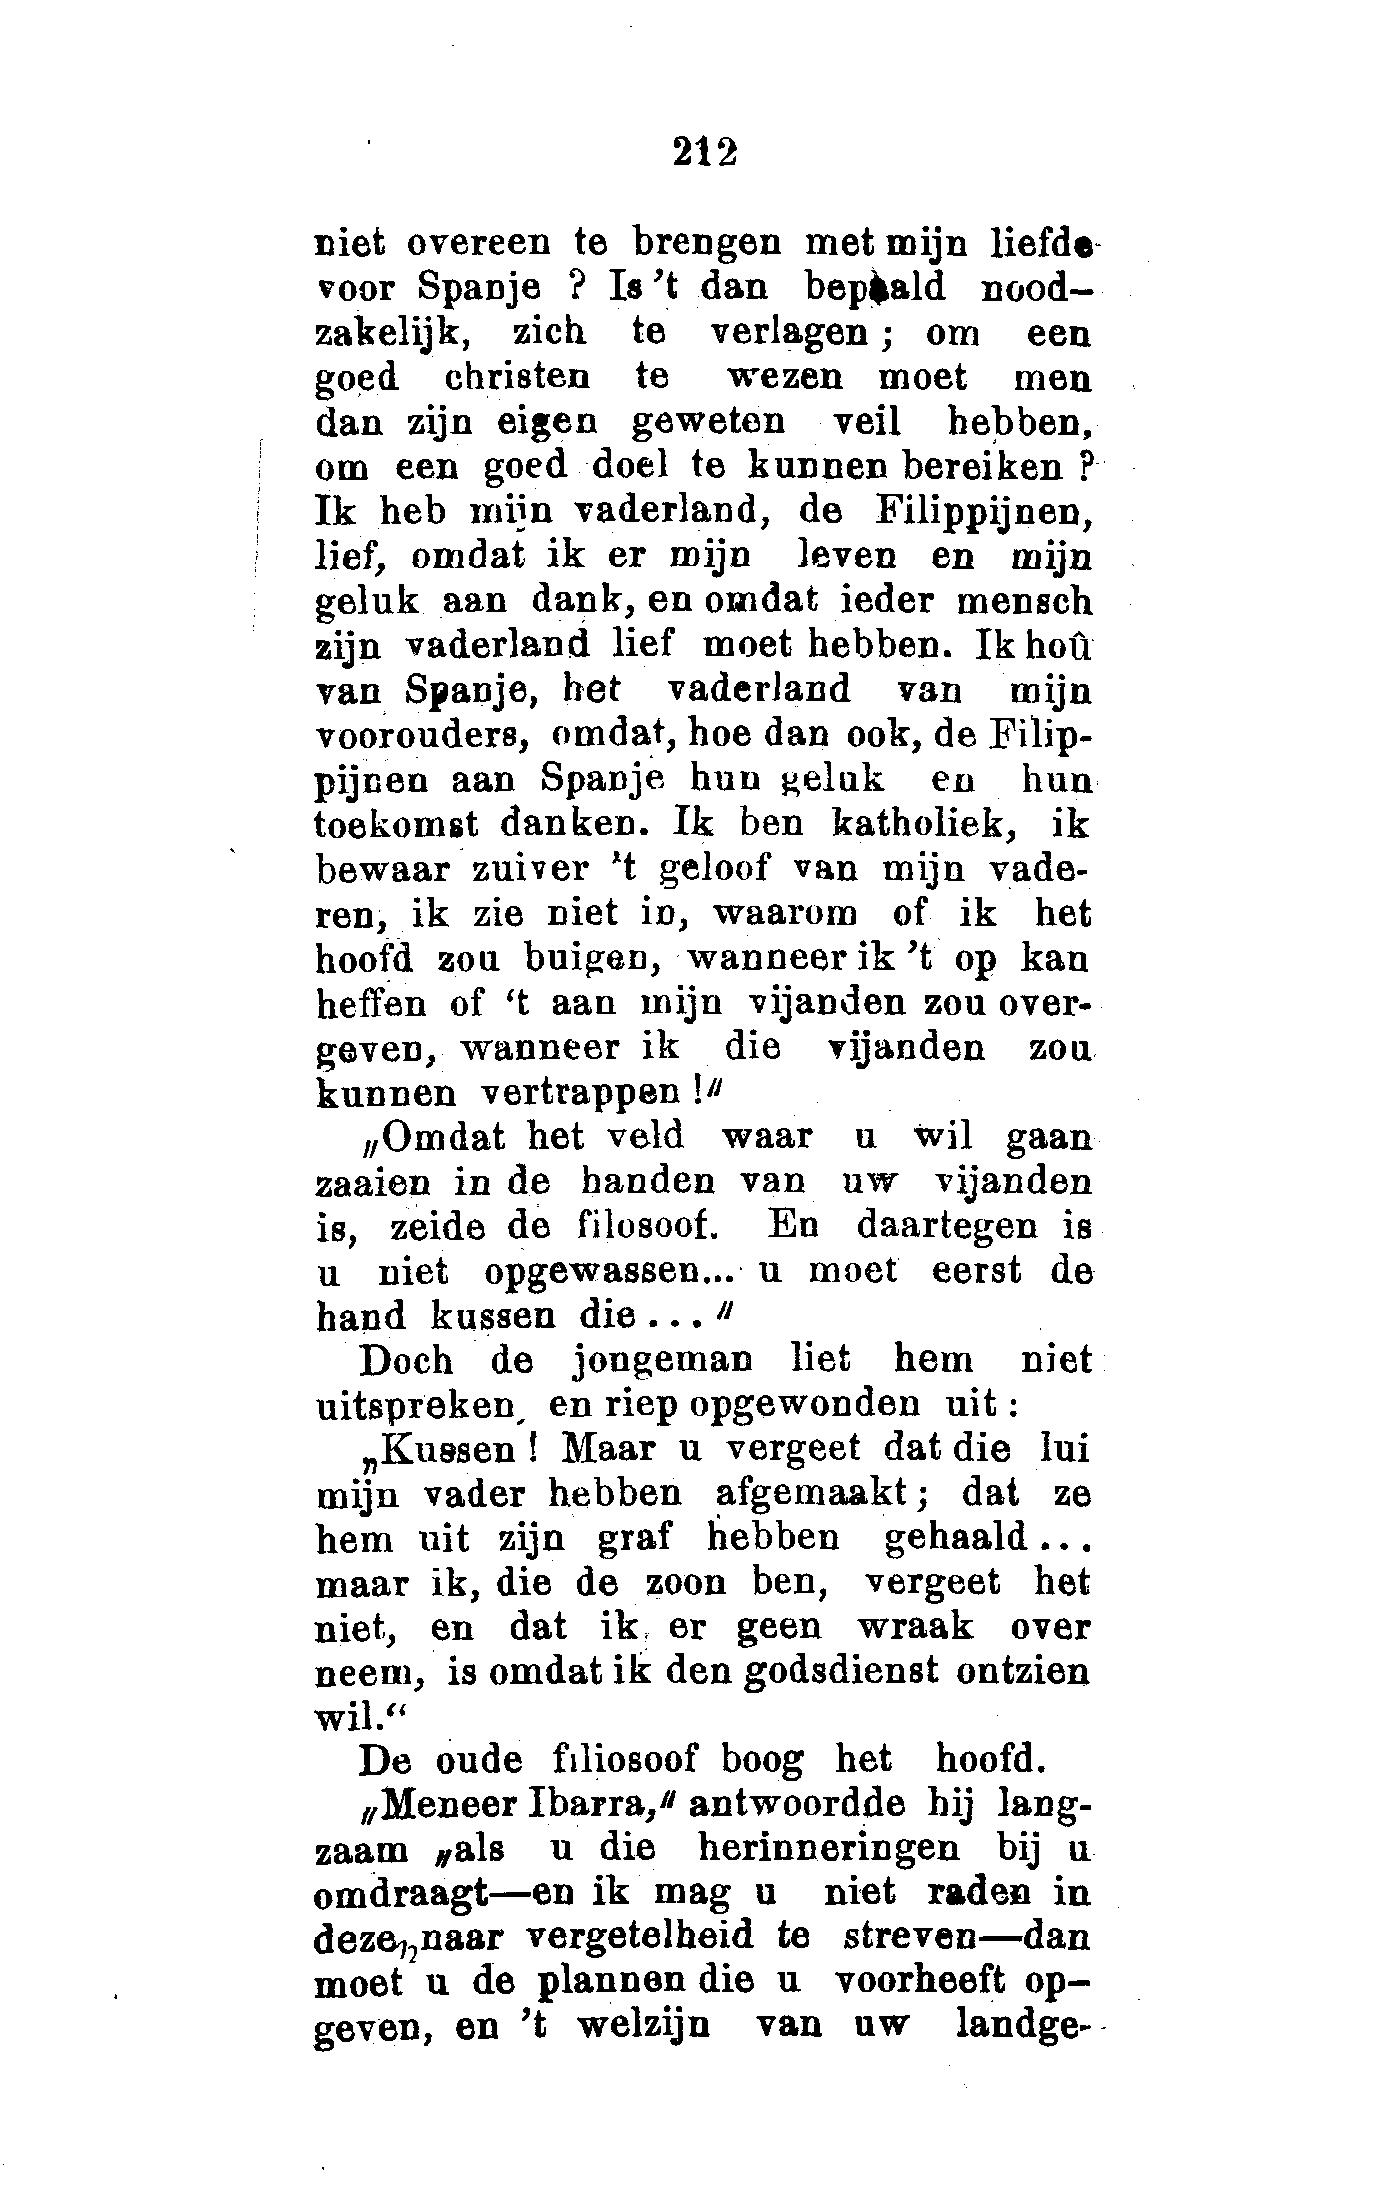 212
niet overeen te brengen met mijn liefde
voor Spanje ? Is 't dan bepaald nood-
zakelijk, zich te verlagen ; om een
goed christen te wezen moet men
dan zijn eigen geweten veil hebben,
om een goed doel te kunnen bereiken ?
Ik heb mijn vaderland, de Filippijnen,
lief, omdat ik er mijn leven en mijn
geluk aan dank, en omdat ieder mensch
zijn vaderland lief moet hebben. Ik hoû
van Spanje, het vaderland van mijn
voorouders, omdat, hoe dan ook, de Filip-
pijnen aan Spanje hun geluk en hun
toekomst danken. Ik ben katholiek, ik
bewaar zuiver 't geloof van mijn vade-
ren, ik zie niet in, waarom of ik het
hoofd zou buigen, wanneer ik 't op kan
heffen of ‘t aan mijn vijanden zou over-
geven, wanneer ik die vijanden zou
kunnen vertrappen !"
„Omdat het veld waar u wil gaan
zaaien in de handen van uw vijanden
is, zeide de filosoof. En daartegen is
u niet opgewassen... u moet eerst de
hand kussen die ... "
Doch de jongeman liet hem niet
uitspreken, en riep opgewonden uit :
„Kussen ! Maar u vergeet dat die lui
mijn vader hebben afgemaakt ; dat ze
hem uit zijn graf hebben gehaald ...
maar ik, die de zoon ben, vergeet het
niet, en dat ik er geen wraak over
neem, is omdat ik den godsdienst ontzien
wil.“
De oude filiosoof boog het hoofd.
„Meneer Ibarra," antwoordde hij lang-
zaam „als u die herinneringen bij u
omdraagt—en ik mag u niet raden in
deze naar vergetelheid te streven—dan
moet u de plannen die u voorheeft op-
geven, en 't welzijn van uw landge-